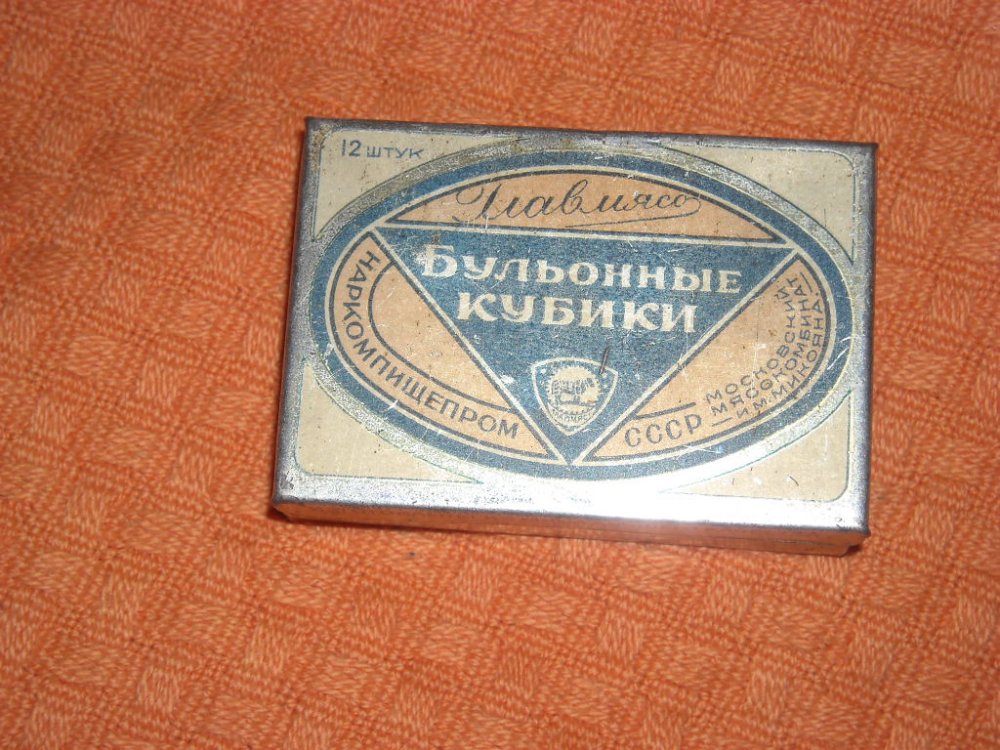 12 штук
Главмясо
Бульонные
кубики
НАРКОМПИЩЕПРОМ
СССР
МОСКОВСКИЙ
МЯСОКОМБИНАТ
ИМ. МИКОЯНА